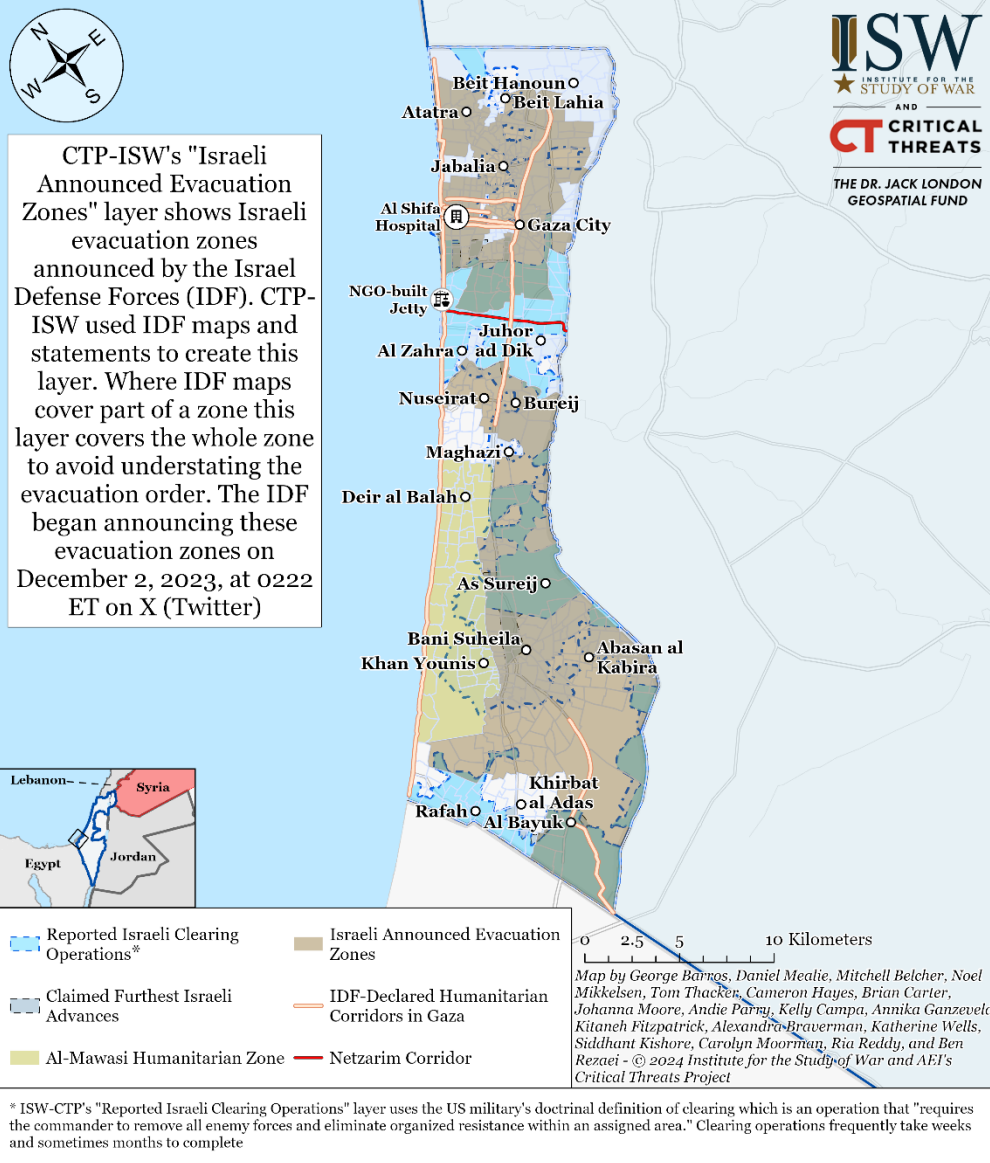 N
E
W
S
ISW
INSTITUTE FOR THE
STUDY OF WAR
AND
CT CRITICAL
THREATS
THE DR. JACK LONDON
GEOSPATIAL FUND
CTP-ISW's "Israeli
Announced Evacuation
Zones" layer shows Israeli
evacuation zones
announced by the Israel
Defense Forces (IDF). CTP-
ISW used IDF maps and
statements to create this
layer. Where IDF maps
cover part of a zone this
layer covers the whole zone
to avoid understating the
evacuation order. The IDF
began announcing these
evacuation zones on
December 2, 2023, at 0222
ET on X (Twitter)
Beit Hanoun
Beit Lahia
Atatra
Jabalia
Al Shifa
Hospital
Gaza City
NGO-built
Jetty
Juhor
ad Dik
Al Zahra
Nuseirat
Bureij
Maghazi
Deir al Balah
As Sureij
Bani Suheila
Khan Younis
Abasan al
Kabira
Khirbat
al Adas
Rafah
Al Bayuk
Lebanon
Syria
Egypt
Jordan
Reported Israeli Clearing
Operations*
Claimed Furthest Israeli
Advances
Al-Mawasi Humanitarian Zone
Israeli Announced Evacuation
Zones
IDF-Declared Humanitarian
Corridors in Gaza
Netzarim Corridor
0 2.5 5 10 Kilometers
Map by George Barros, Daniel Mealie, Mitchell Belcher, Noel
Mikkelsen, Tom Thacker, Cameron Hayes, Brian Carter,
Johanna Moore, Andie Parry, Kelly Campa, Annika Ganzeveld
Kitaneh Fitzpatrick, Alexandra Braverman, Katherine Wells,
Siddhant Kishore, Carolyn Moorman, Ria Reddy, and Ben
Rezaei - © 2024 Institute for the Study of War and AEI's
Critical Threats Project
* ISW-CTP's "Reported Israeli Clearing Operations" layer uses the US military's doctrinal definition of clearing which is an operation that "requires
the commander to remove all enemy forces and eliminate organized resistance within an assigned area." Clearing operations frequently take weeks
and sometimes months to complete